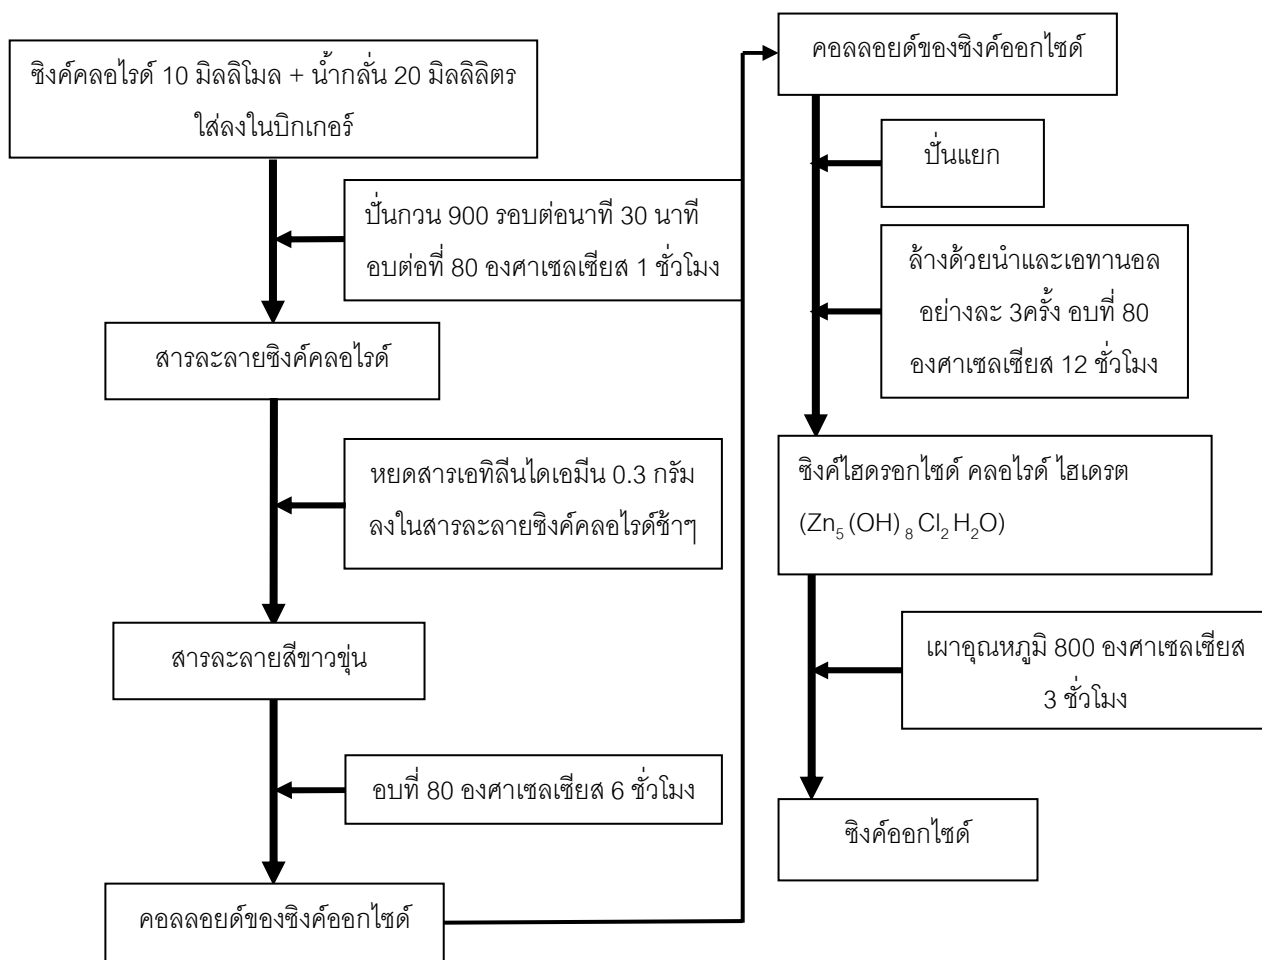 ซิงค์คลอไรด์ 10 มิลลิโมล + น้ำกลั่น 20 มิลลิลิตร
ใส่ลงในบิกเกอร์
ปั่นกวน 900 รอบต่อนาที 30 นาที
อบต่อที่ 80 องศาเซลเซียส 1 ชั่วโมง
สารละลายซิงค์คลอไรด์
หยดสารเอทิลีนไดเอมีน 0.3 กรัม
ลงในสารละลายซิงค์คลอไรด์ช้าๆ
สารละลายสีขาวขุ่น
อบที่ 80 องศาเซลเซียส 6 ชั่วโมง
คอลลอยด์ของซิงค์ออกไซด์
คอลลอยด์ของซิงค์ออกไซด์
ปั่นแยก
ล้างด้วยนำและเอทานอล
อย่างละ 3ครั้ง อบที่ 80
องศาเซลเซียส 12 ชั่วโมง
ซิงค์ไฮดรอกไซด์ คลอไรด์ ไฮเดรต
(Zn₅(OH)₈Cl₂H₂O)
เผาอุณหภูมิ 800 องศาเซลเซียส
3 ชั่วโมง
ซิงค์ออกไซด์